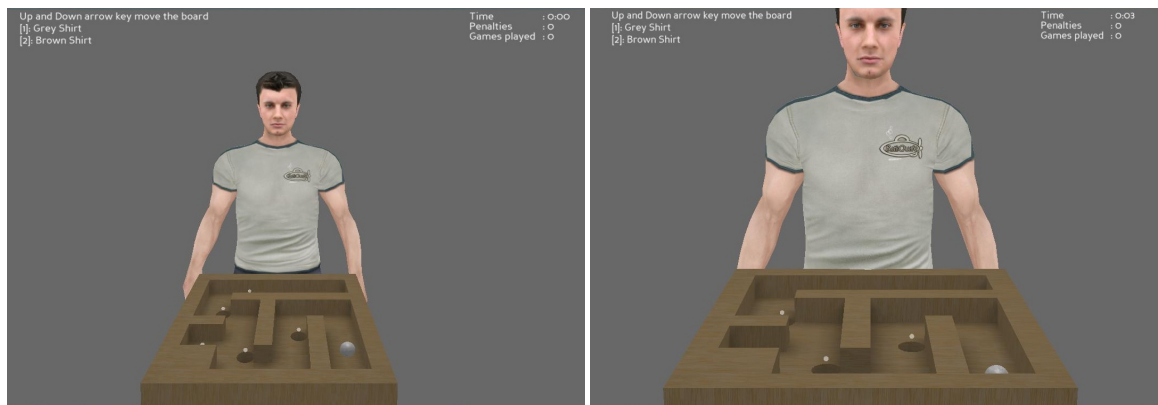 Up and Down arrow key move the board
[1]: Grey Shirt
[2]: Brown Shirt
Time : 0:00
Penalties : 0
Games played : 0
Up and Down arrow key move the board
[1]: Grey Shirt
[2]: Brown Shirt
Time : 0:03
Penalties : 0
Games played : 0